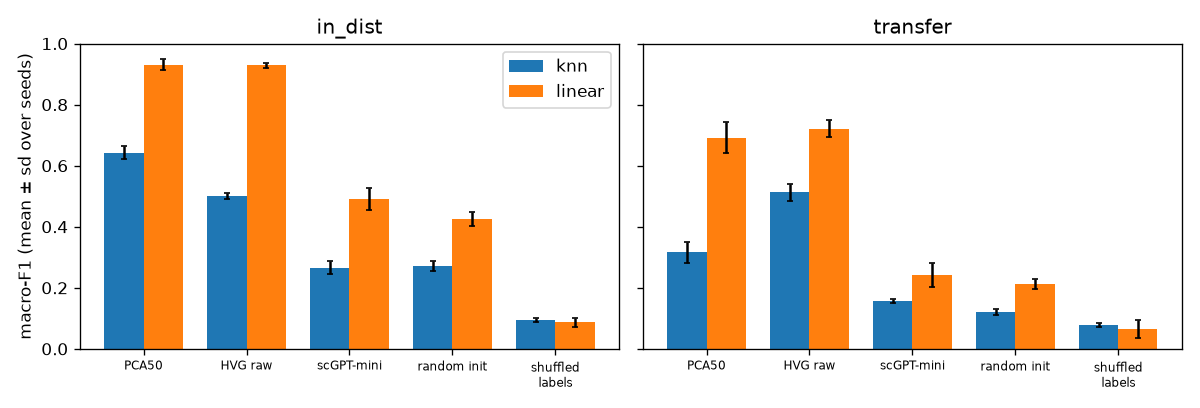 in_dist
transfer
macro-F1 (mean ± sd over seeds)
1.0
0.8
0.6
0.4
0.2
0.0
knn
linear
PCA50
HVG raw
scGPT-mini
random init
shuffled
labels
PCA50
HVG raw
scGPT-mini
random init
shuffled
labels